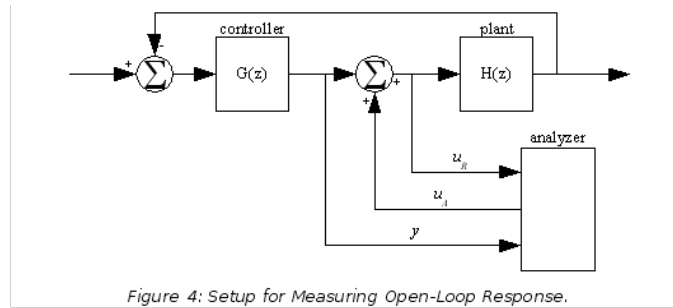 controller
plant
-
+
Σ
G(z)
+
Σ
+
+
H(z)
analyzer
u_R
u_A
y
Figure 4: Setup for Measuring Open-Loop Response.